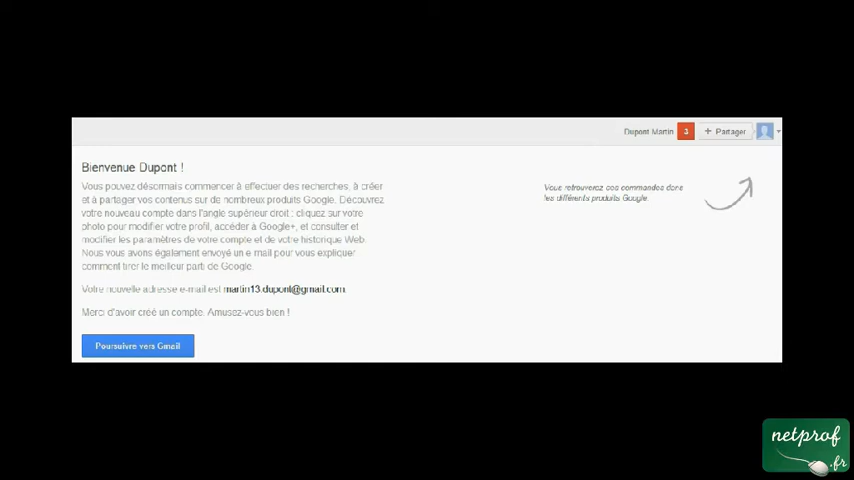 Dupont Martin 3 + Partager
Bienvenue Dupont !
Vous pouvez désormais commencer à effectuer des recherches, à créer
et à partager vos contenus sur de nombreux produits Google. Découvrez
votre nouveau compte dans l'angle supérieur droit : cliquez sur votre
photo pour modifier votre profil, accéder à Google+, et consulter et
modifier les paramètres de votre compte et de votre historique Web.
Nous vous avons également envoyé un e-mail pour vous expliquer
comment tirer le meilleur parti de Google.
Vous retrouverez ces commandes dans
les différents produits Google.
Votre nouvelle adresse e-mail est martin13.dupont@gmail.com.
Merci d'avoir créé un compte. Amusez-vous bien !
Poursuivre vers Gmail
netprof
.fr